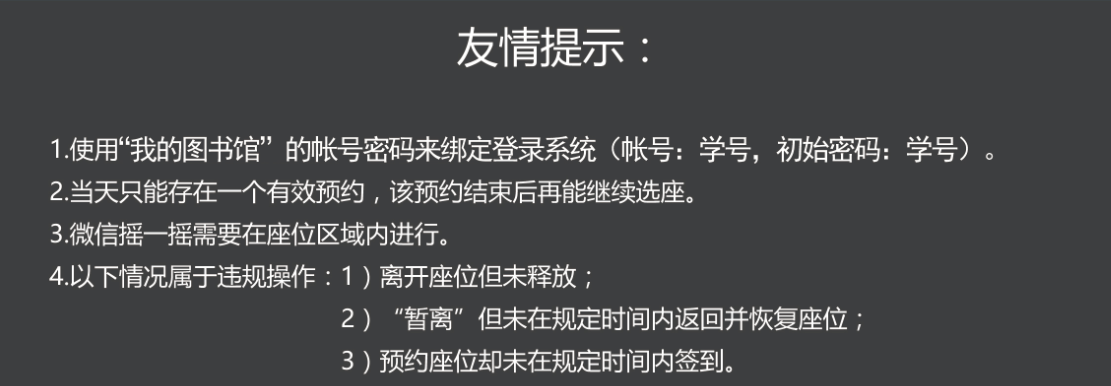 友情提示：
1.使用“我的图书馆”的帐号密码来绑定登录系统（帐号：学号，初始密码：学号）。
2.当天只能存在一个有效预约，该预约结束后再能继续选座。
3.微信摇一摇需要在座位区域内进行。
4.以下情况属于违规操作：1）离开座位但未释放；
2）“暂离”但未在规定时间内返回并恢复座位；
3）预约座位却未在规定时间内签到。